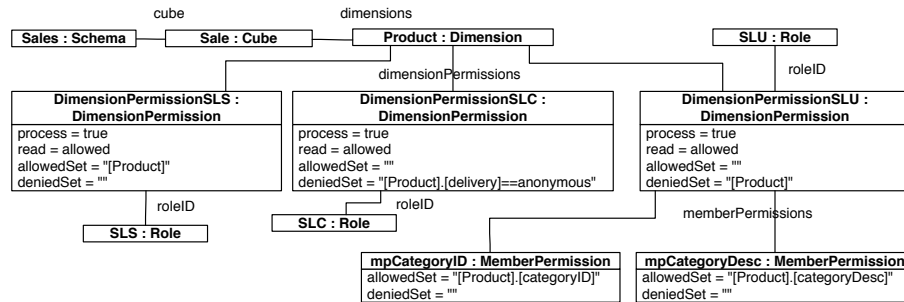 cube
dimensions
Sales : Schema
Sale : Cube
Product : Dimension
SLU : Role
dimensionPermissions
roleID
DimensionPermissionSLS :
DimensionPermission
process = true
read = allowed
allowedSet = "[Product]"
deniedSet = ""
DimensionPermissionSLC :
DimensionPermission
process = true
read = allowed
allowedSet = ""
deniedSet = "[Product].[delivery]==anonymous"
DimensionPermissionSLU :
DimensionPermission
process = true
read = allowed
allowedSet = ""
deniedSet = "[Product]"
roleID
roleID
memberPermissions
SLS : Role
SLC : Role
mpCategoryID : MemberPermission
allowedSet = "[Product].[categoryID]"
deniedSet = ""
mpCategoryDesc : MemberPermission
allowedSet = "[Product].[categoryDesc]"
deniedSet = ""